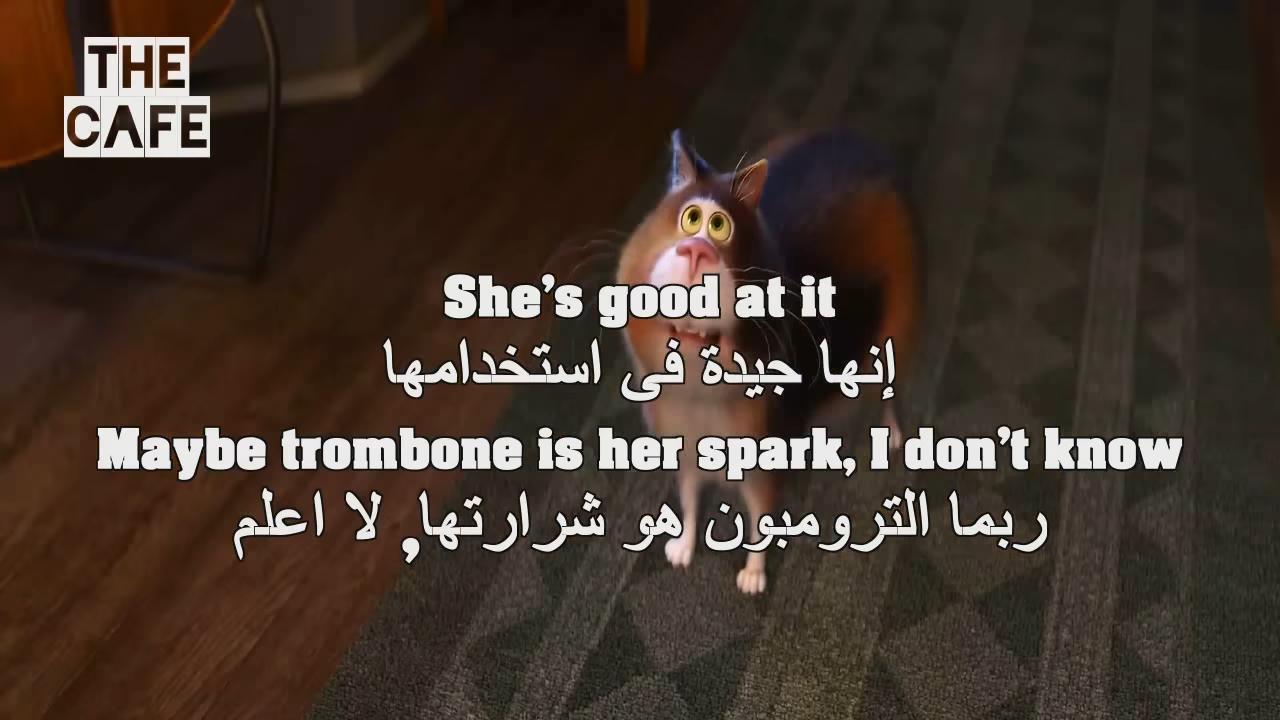 THE
CAFE
She's good at it
إنها جيدة فى استخدامها
Maybe trombone is her spark, I don't know
ربما الترومبون هو شرارتها, لا اعلم